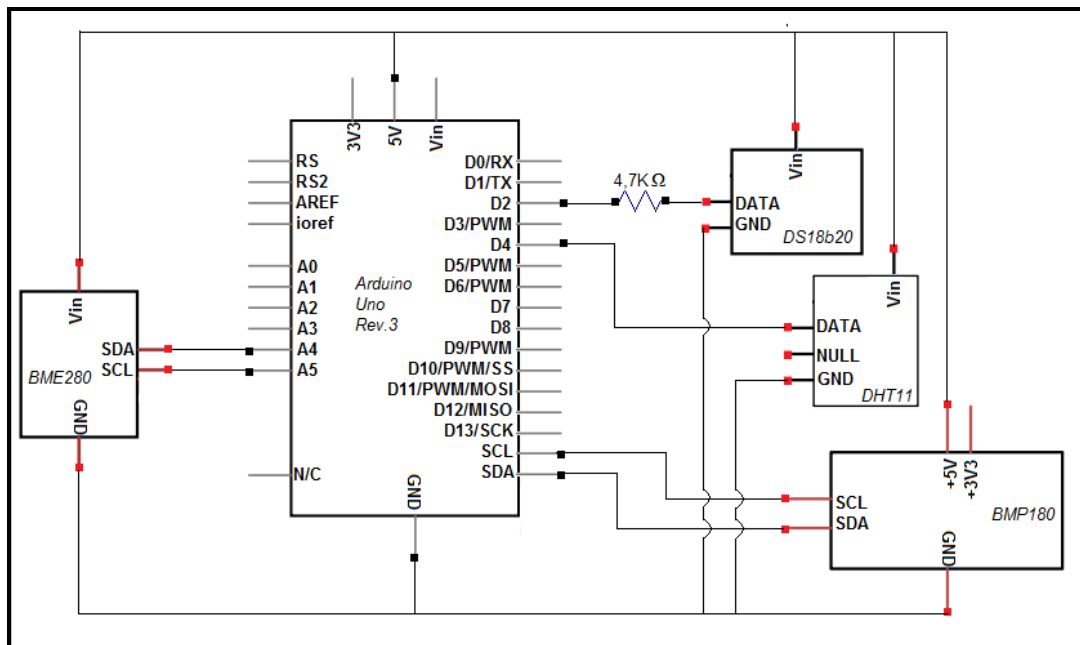 3V3
5V
Vin
RS
RS2
AREF
ioref
A0
A1
A2
A3
A4
A5
N/C
Arduino
Uno
Rev.3
D0/RX
D1/TX
D2
D3/PWM
D4
D5/PWM
D6/PWM
D7
D8
D9/PWM
D10/PWM/SS
D11/PWM/MOSI
D12/MISO
D13/SCK
SCL
SDA
GND
Vin
SDA
SCL
BME280
GND
4,7KΩ
Vin
DATA
GND
DS18b20
Vin
DATA
NULL
GND
DHT11
+5V
+3V3
SCL
SDA
BMP180
GND